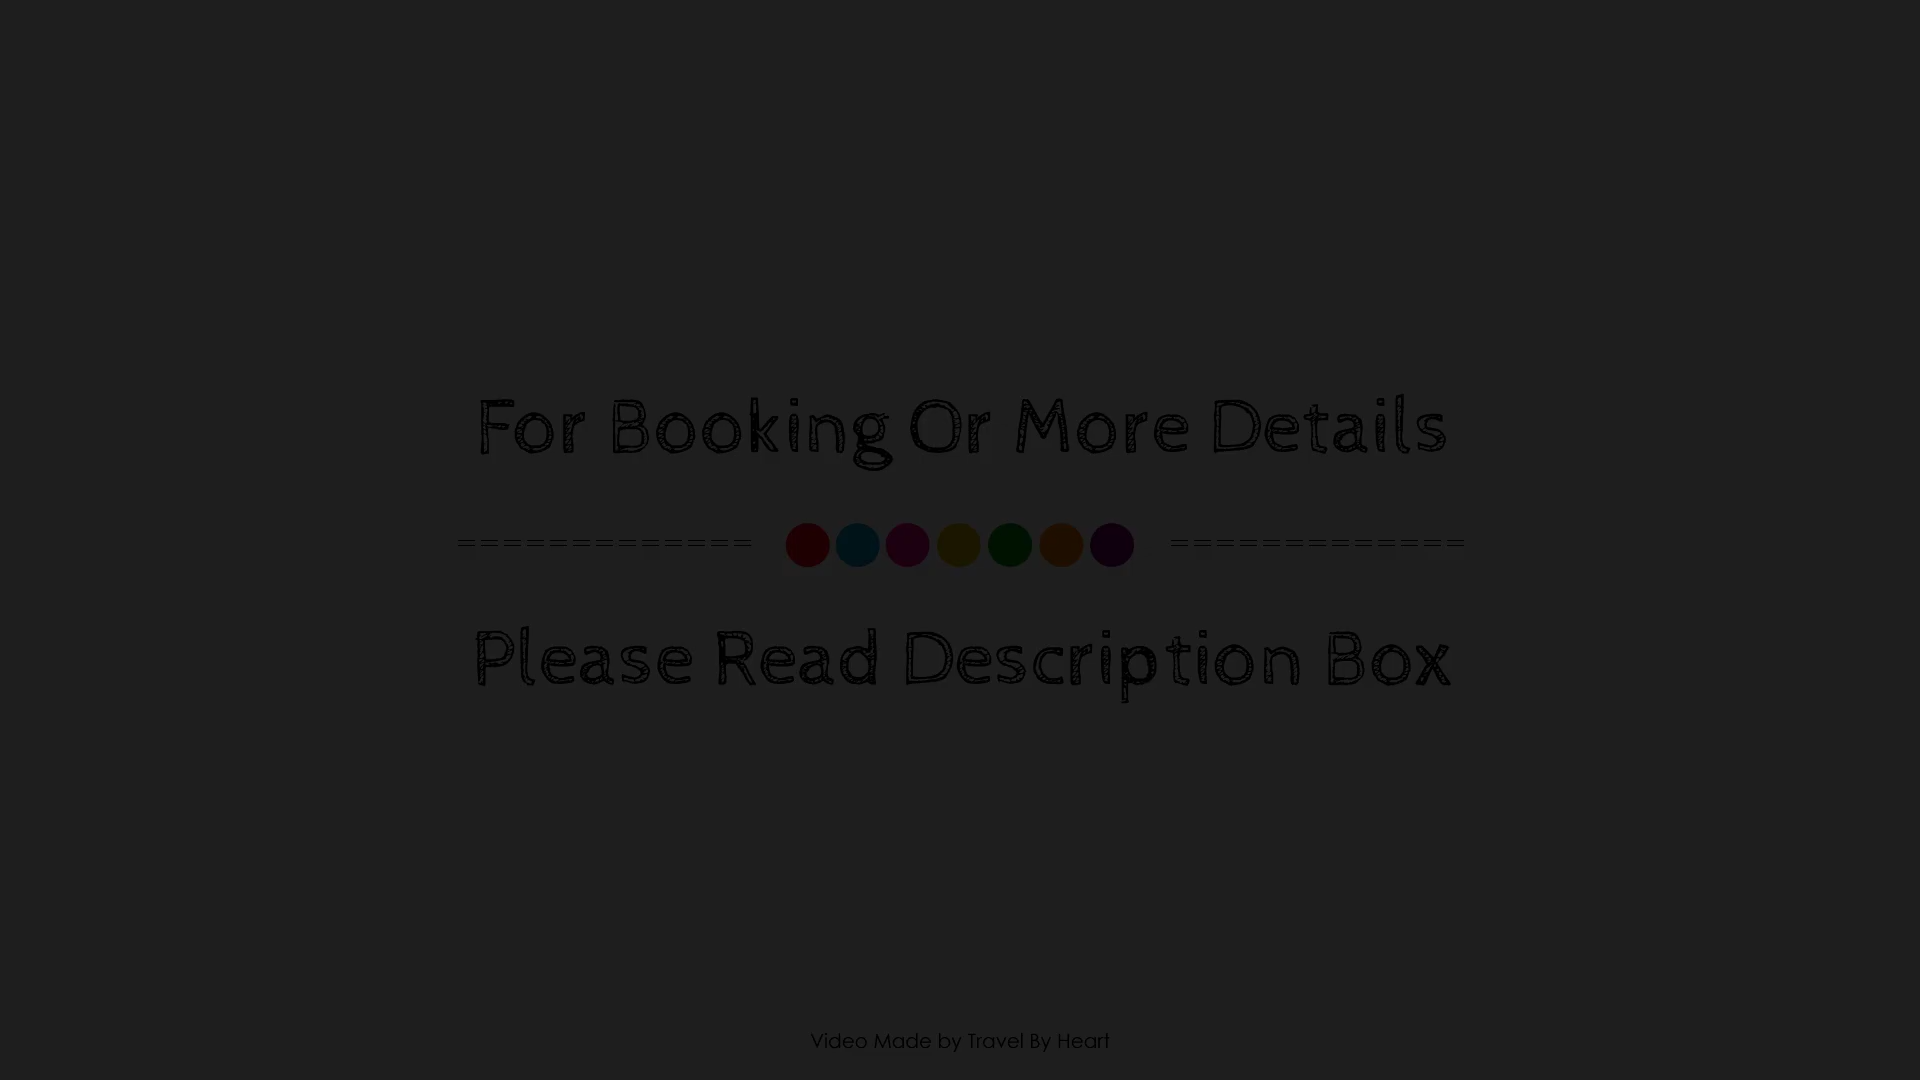 For Booking Or More Details
============= =============
Please Read Description Box
Video Made by Travel By Heart